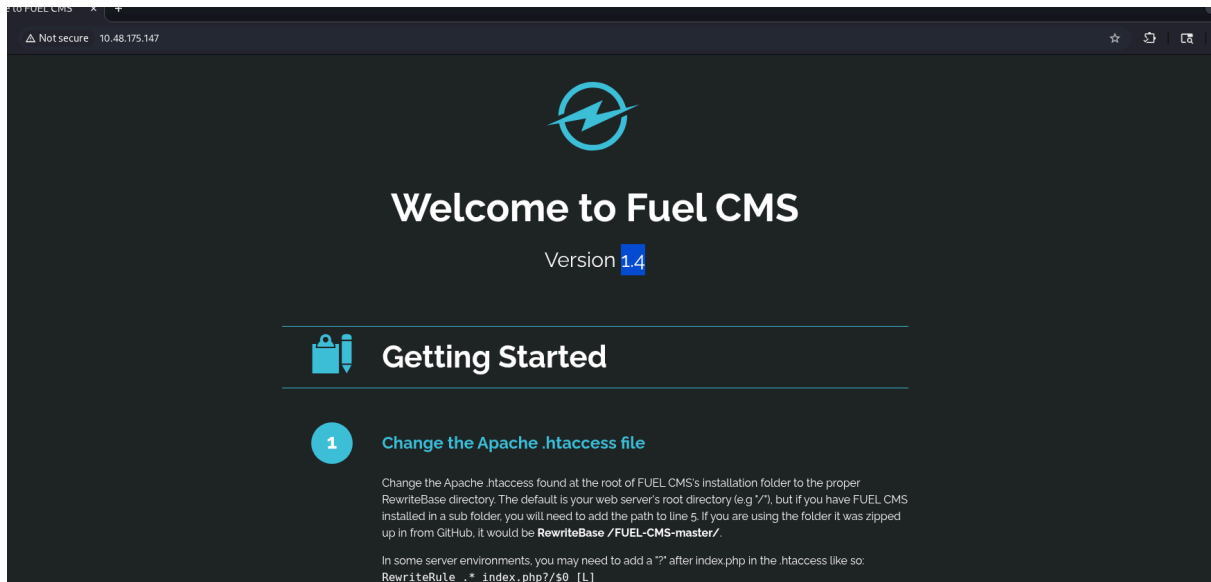 to FUEL CMS × +
Not secure 10.48.175.147
Welcome to Fuel CMS
Version 1.4
Getting Started
1
Change the Apache .htaccess file
Change the Apache .htaccess found at the root of FUEL CMS's installation folder to the proper
RewriteBase directory. The default is your web server's root directory (e.g "/"), but if you have FUEL CMS
installed in a sub folder, you will need to add the path to line 5. If you are using the folder it was zipped
up in from GitHub, it would be RewriteBase /FUEL-CMS-master/.
In some server environments, you may need to add a "?" after index.php in the .htaccess like so:
RewriteRule .* index.php?/$0 [L]